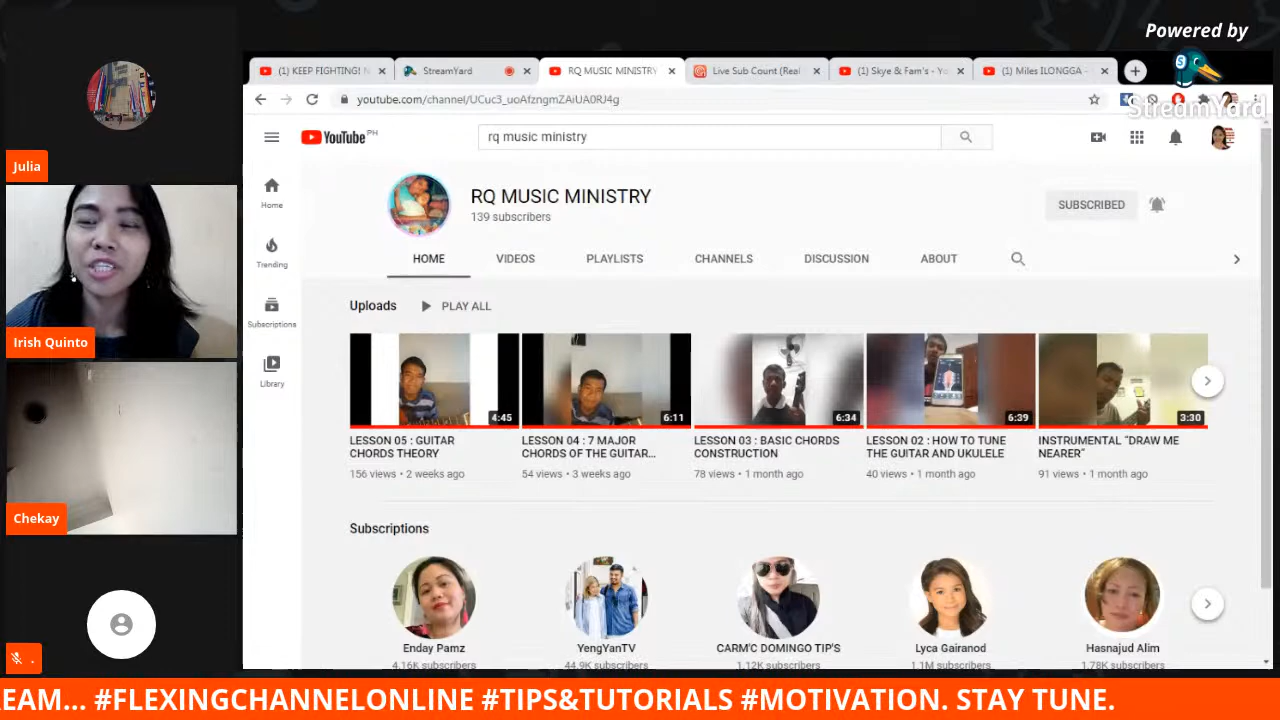 Powered by
StreamYard
(1) KEEP FIGHTING!
StreamYard
RQ MUSIC MINISTRY
Live Sub Count (Real
(1) Skye & Fam's - Yo
(1) Miles ILONGGA -
youtube.com/channel/UCuc3_uoAfzngmZAiUA0RJ4g
YouTube PH
rq music ministry
Home
Trending
Subscriptions
Library
RQ MUSIC MINISTRY
139 subscribers
SUBSCRIBED
HOME VIDEOS PLAYLISTS CHANNELS DISCUSSION ABOUT
Uploads PLAY ALL
4:45
6:11
6:34
6:39
3:30
LESSON 05 : GUITAR
CHORDS THEORY
156 views • 2 weeks ago
LESSON 04 : 7 MAJOR
CHORDS OF THE GUITAR...
54 views • 3 weeks ago
LESSON 03 : BASIC CHORDS
CONSTRUCTION
78 views • 1 month ago
LESSON 02 : HOW TO TUNE
THE GUITAR AND UKULELE
40 views • 1 month ago
INSTRUMENTAL “DRAW ME
NEARER”
91 views • 1 month ago
Subscriptions
Enday Pamz
4.16K subscribers
YengYanTV
44.9K subscribers
CARM'C DOMINGO TIP'S
1.12K subscribers
Lyca Gairanod
1.1M subscribers
Hasnajud Alim
1.78K subscribers
Julia
Irish Quinto
Chekay
.
REAM... #FLEXINGCHANNELONLINE #TIPS&TUTORIALS #MOTIVATION. STAY TUNE.